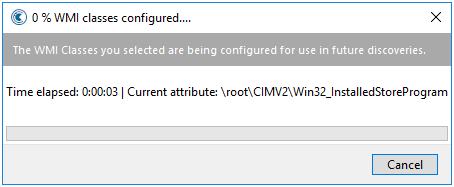 0 % WMI classes configured....
The WMI Classes you selected are being configured for use in future discoveries.
Time elapsed: 0:00:03 | Current attribute: \root\CIMV2\Win32_InstalledStoreProgram
Cancel